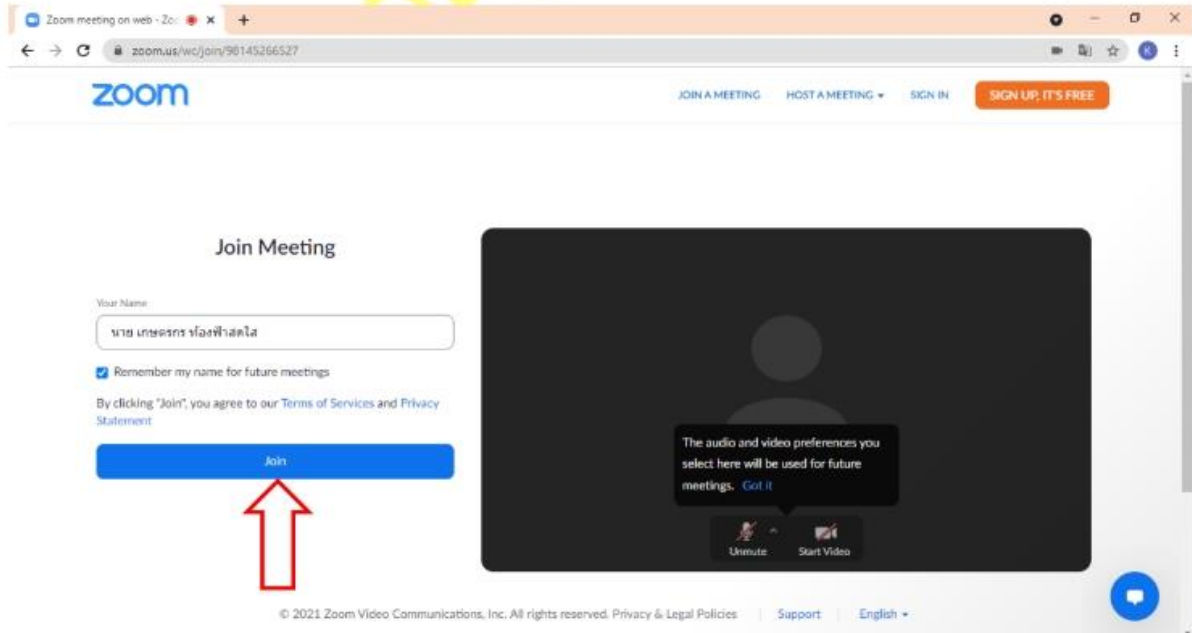 Zoom meeting on web - Zo
zoom.us/wc/join/98145266527
K
zoom
JOIN A MEETING
HOST A MEETING
SIGN IN
SIGN UP, IT'S FREE
Join Meeting
Your Name
นาย เกษตรกร ท้องฟ้าสดใส
Remember my name for future meetings
By clicking "Join", you agree to our Terms of Services and Privacy
Statement
Join
The audio and video preferences you
select here will be used for future
meetings. Got it
Unmute
Start Video
© 2021 Zoom Video Communications, Inc. All rights reserved. Privacy & Legal Policies
Support
English